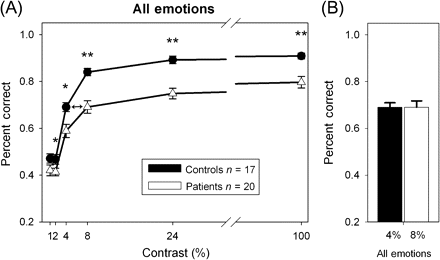 (A)
All emotions
Percent correct
1.0
0.8
0.6
0.4
0.2
*
*
**
**
**
Controls n = 17
Patients n = 20
1 2 4 8 24 100
Contrast (%)
(B)
Percent correct
1.0
0.8
0.6
0.4
0.2
4% 8%
All emotions